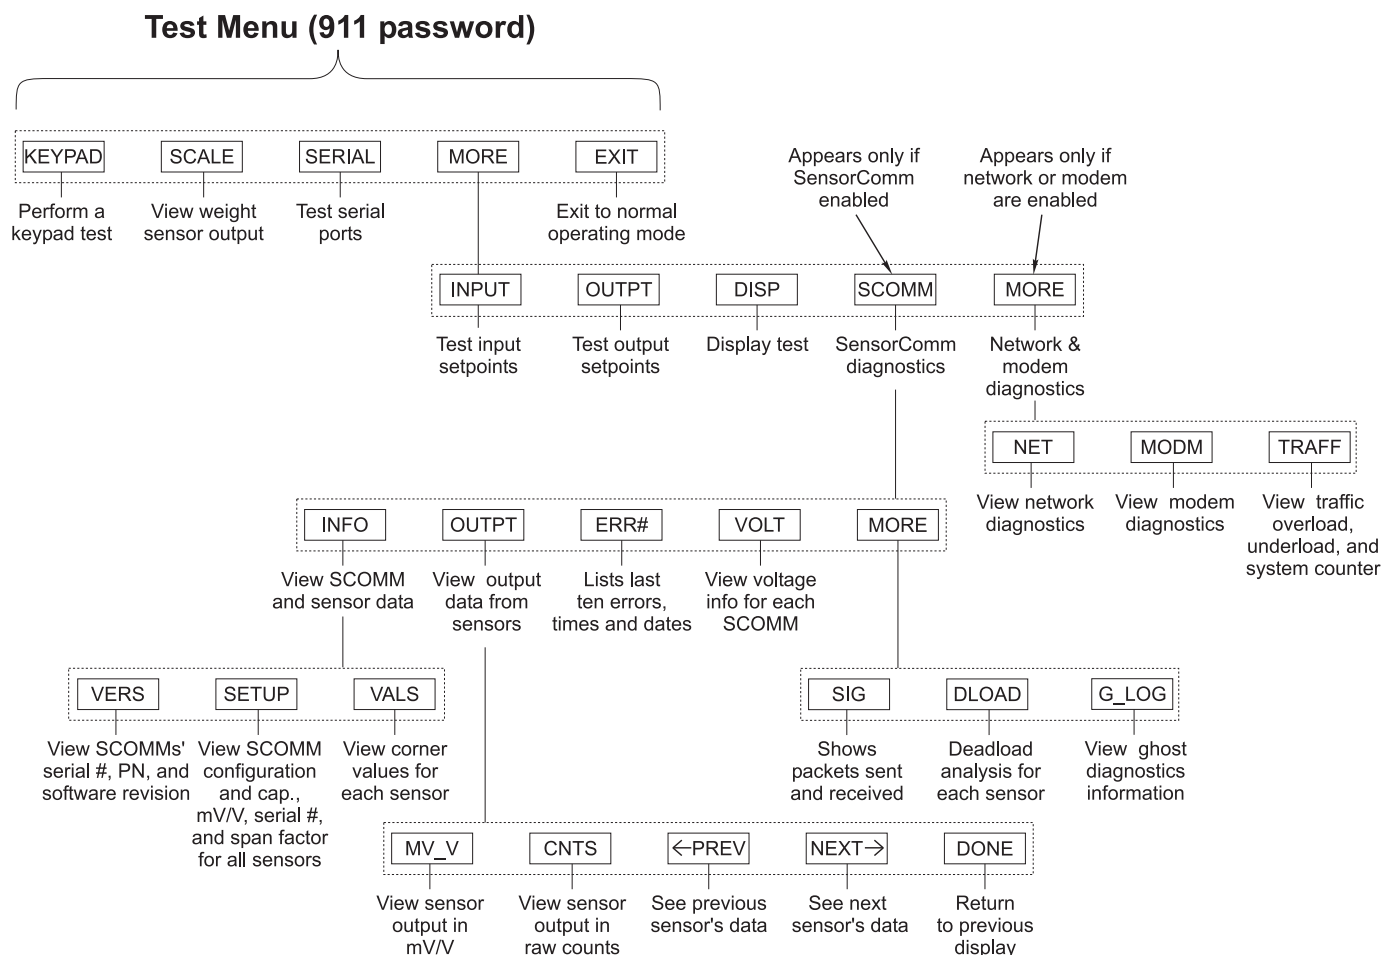 Test Menu (911 password)
KEYPAD
SCALE
SERIAL
MORE
EXIT
Perform a
keypad test
View weight
sensor output
Test serial
ports
Exit to normal
operating mode
Appears only if
SensorComm
enabled
Appears only if
network or modem
are enabled
INPUT
OUTPT
DISP
SCOMM
MORE
Test input
setpoints
Test output
setpoints
Display test
SensorComm
diagnostics
Network &
modem
diagnostics
NET
MODM
TRAFF
View network
diagnostics
View modem
diagnostics
View traffic
overload,
underload, and
system counter
INFO
OUTPT
ERR#
VOLT
MORE
View SCOMM
and sensor data
View output
data from
sensors
Lists last
ten errors,
times and dates
View voltage
info for each
SCOMM
VERS
SETUP
VALS
View SCOMMs'
serial #, PN, and
software revision
View SCOMM
configuration
and cap.,
mV/V, serial #,
and span factor
for all sensors
View corner
values for
each sensor
SIG
DLOAD
G_LOG
Shows
packets sent
and received
Deadload
analysis for
each sensor
View ghost
diagnostics
information
MV_V
CNTS
←PREV
NEXT→
DONE
View sensor
output in
mV/V
View sensor
output in
raw counts
See previous
sensor's data
See next
sensor's data
Return
to previous
display